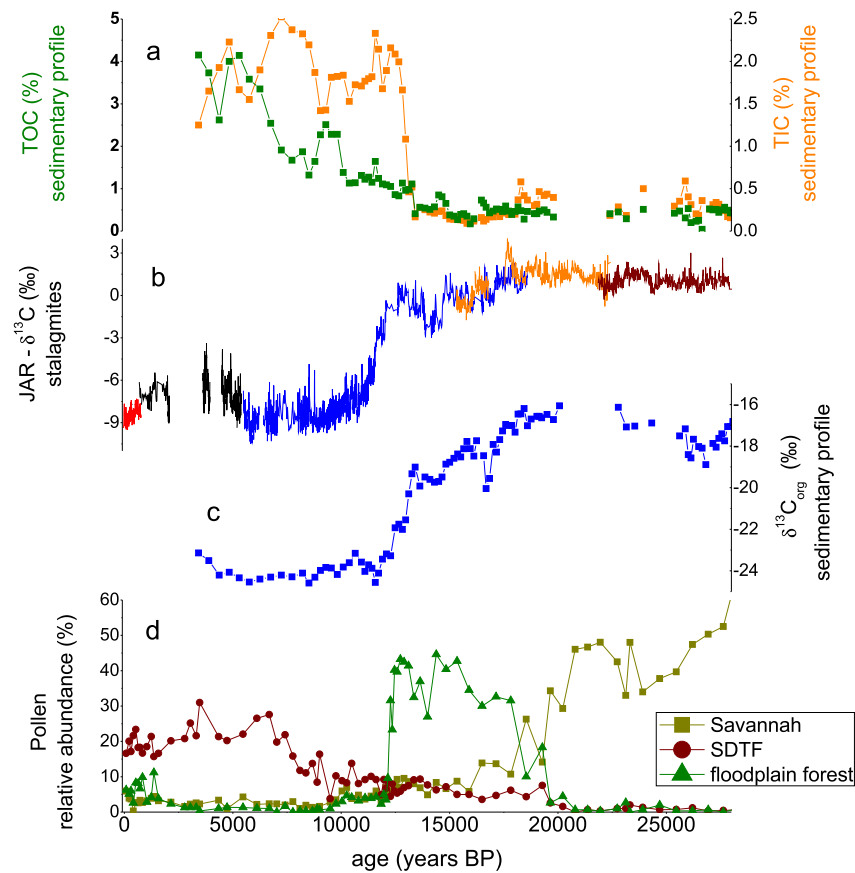 a
TOC (%)
sedimentary profile
5
4
3
2
1
0
2.5
2.0
1.5
1.0
0.5
0.0
TIC (%)
sedimentary profile
b
JAR - δ¹³C (‰)
stalagmites
3
0
-3
-6
-9
c
-16
-18
-20
-22
-24
δ¹³C_org (‰)
sedimentary profile
d
Pollen
relative abundance (%)
60
50
40
30
20
10
0
Savannah
SDTF
floodplain forest
0 5000 10000 15000 20000 25000
age (years BP)